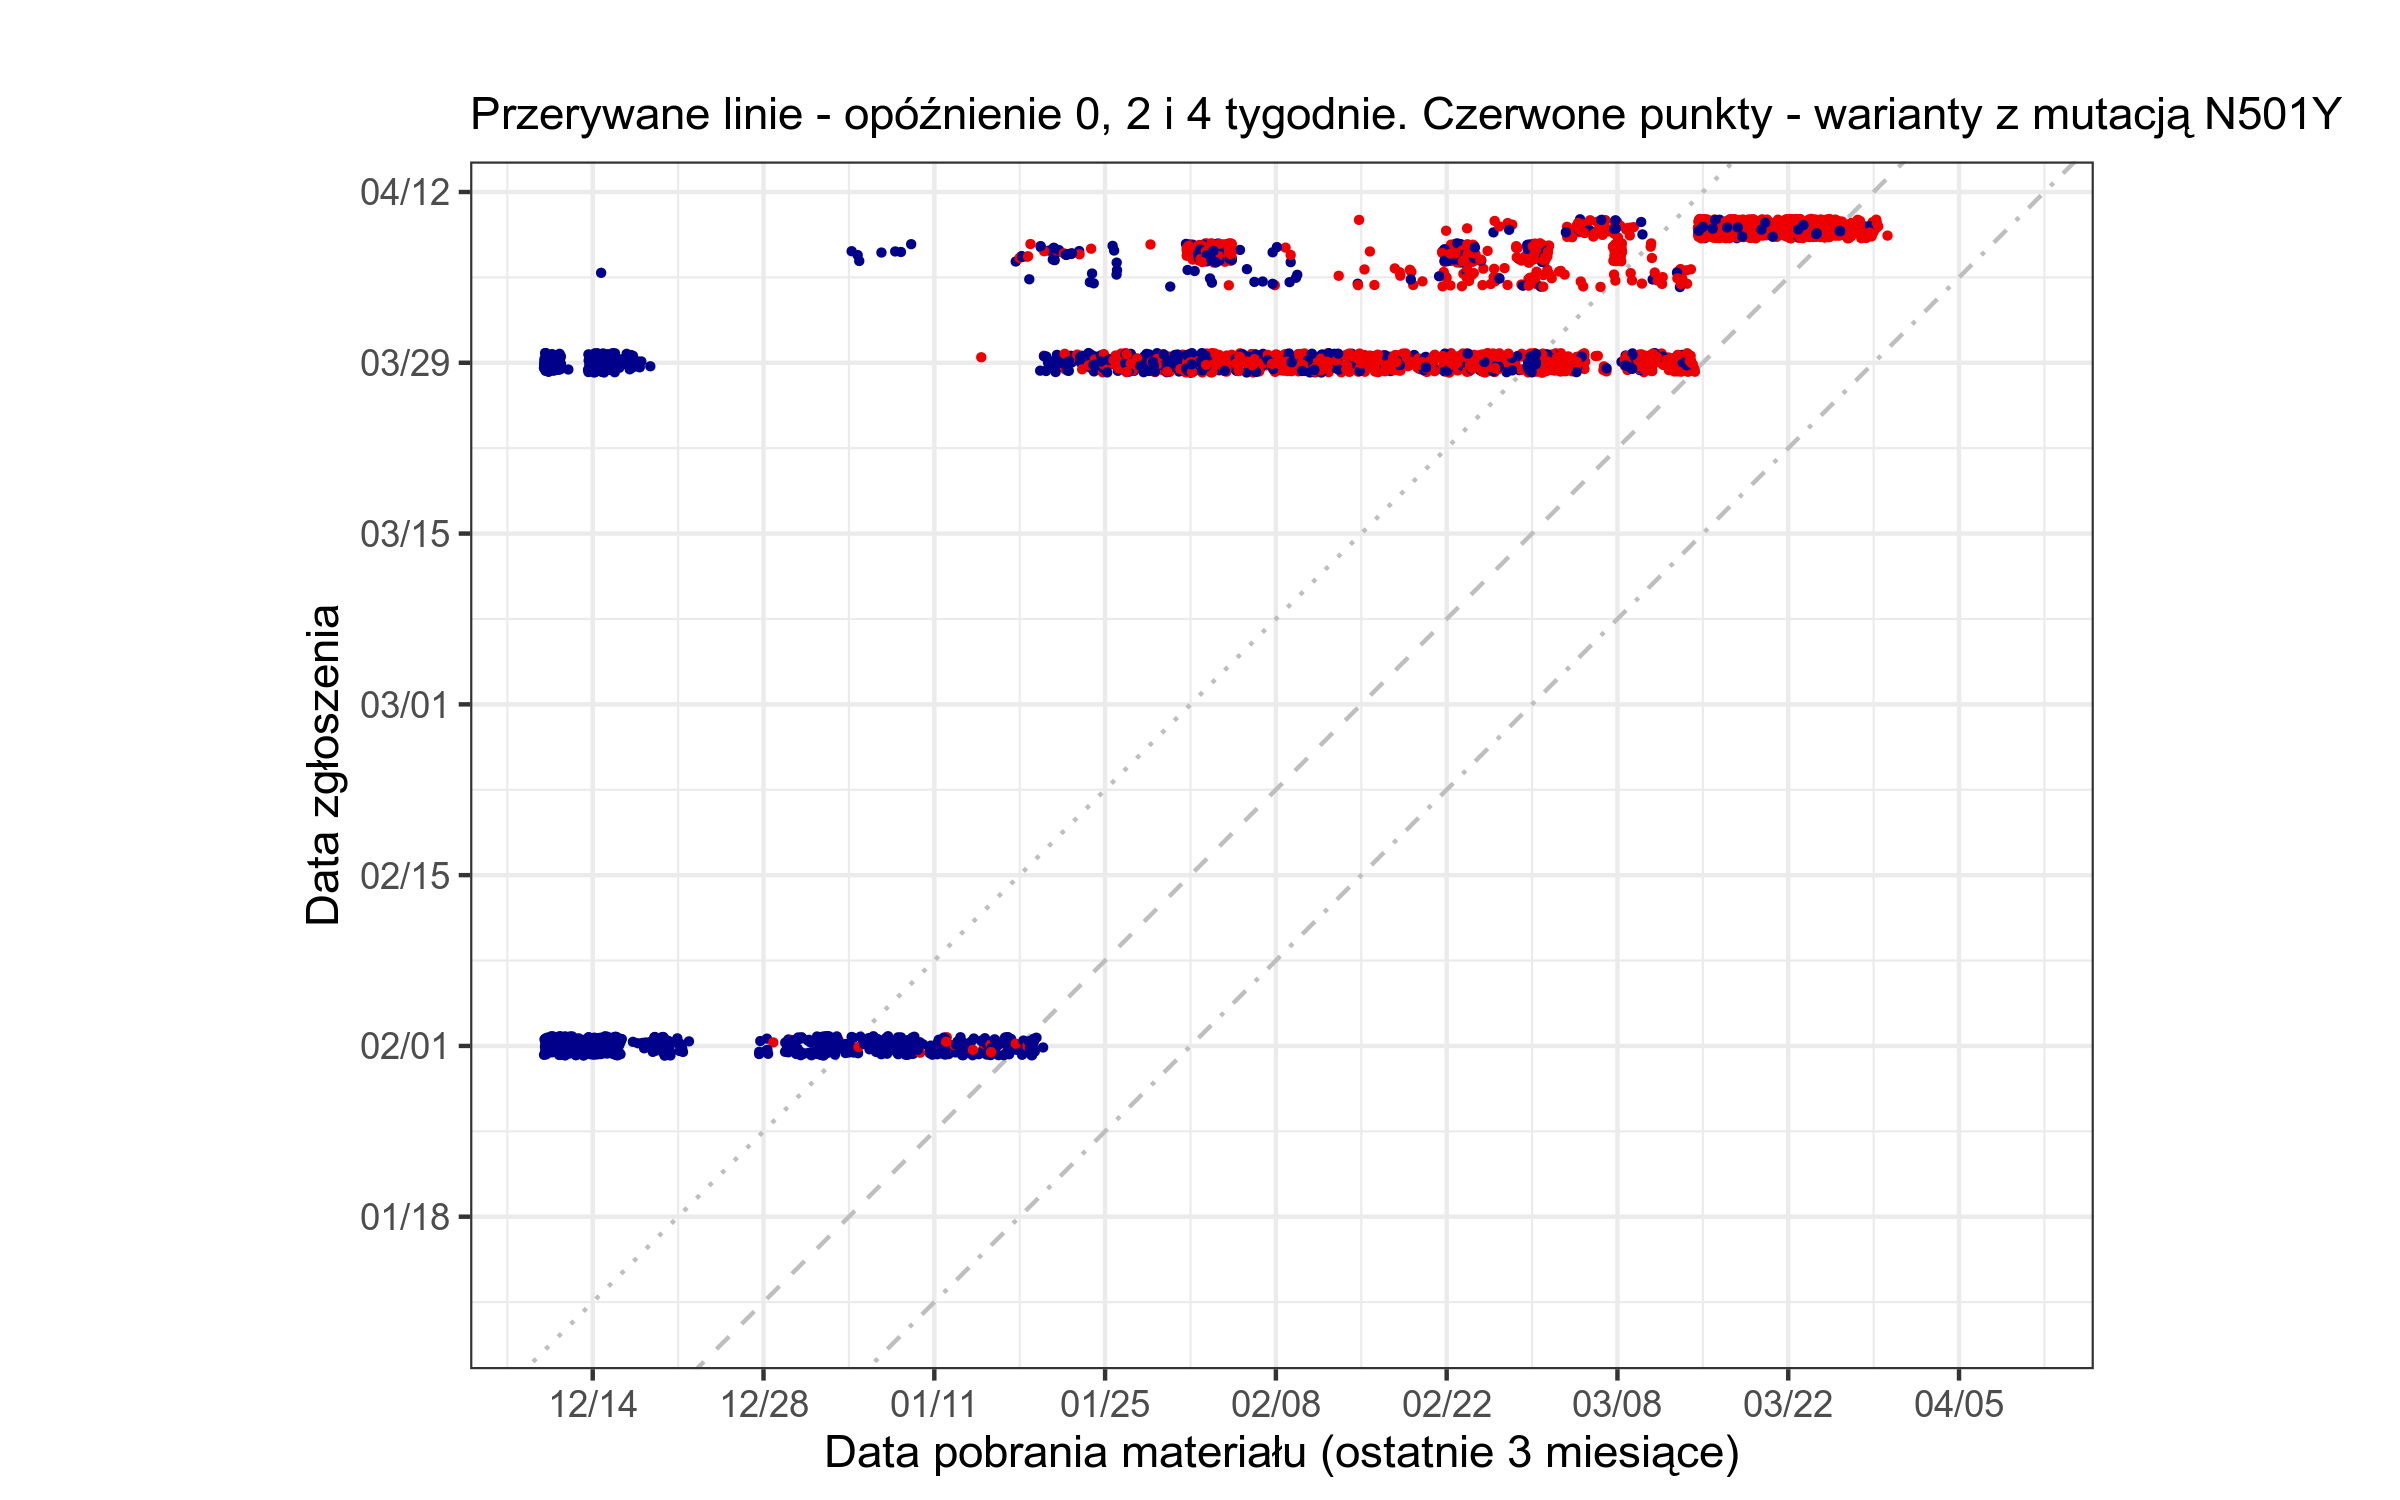 Przerywane linie - opóźnienie 0, 2 i 4 tygodnie. Czerwone punkty - warianty z mutacją N501Y
04/12
03/29
03/15
03/01
02/15
02/01
01/18
Data zgłoszenia
12/14 12/28 01/11 01/25 02/08 02/22 03/08 03/22 04/05
Data pobrania materiału (ostatnie 3 miesiące)